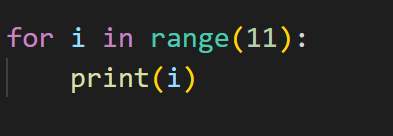 for i in range(11):
    print(i)